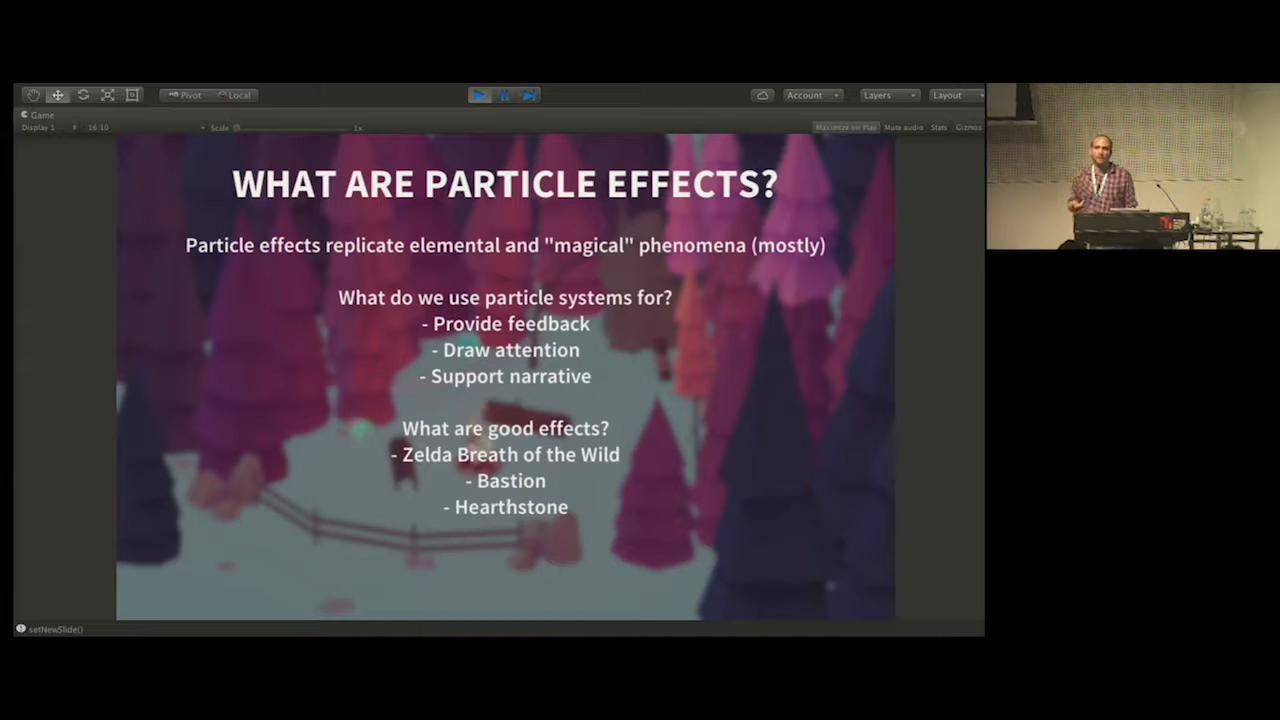 Pivot Local
Account Layers Layout
Game
Display 1 16:10 Scale 1x Maximize on Play Mute audio Stats Gizmos
WHAT ARE PARTICLE EFFECTS?
Particle effects replicate elemental and "magical" phenomena (mostly)
What do we use particle systems for?
- Provide feedback
- Draw attention
- Support narrative
What are good effects?
- Zelda Breath of the Wild
- Bastion
- Hearthstone
setNewSlide()